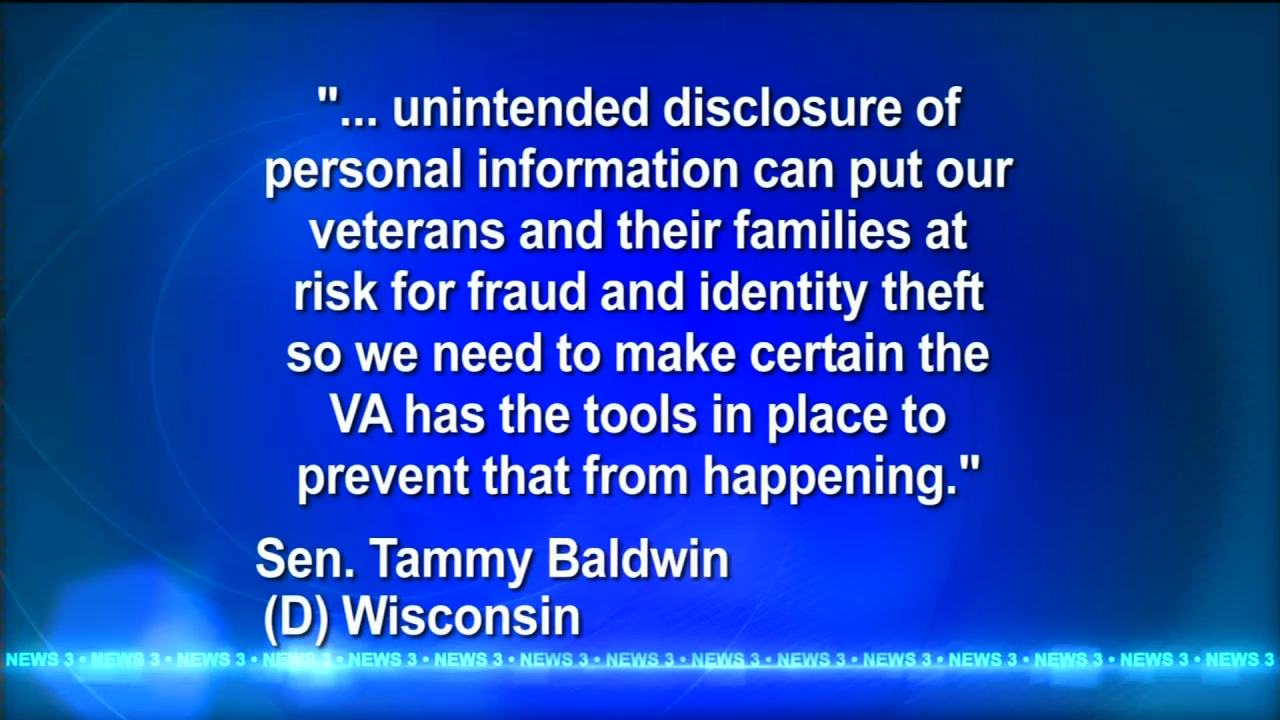 "... unintended disclosure of
personal information can put our
veterans and their families at
risk for fraud and identity theft
so we need to make certain the
VA has the tools in place to
prevent that from happening."
Sen. Tammy Baldwin
(D) Wisconsin
NEWS 3 • NEWS 3 • NEWS 3 • NEWS 3 • NEWS 3 • NEWS 3 • NEWS 3 • NEWS 3 • NEWS 3 • NEWS 3 • NEWS 3 • NEWS 3 • NEWS 3 • NEWS 3 • NEWS 3